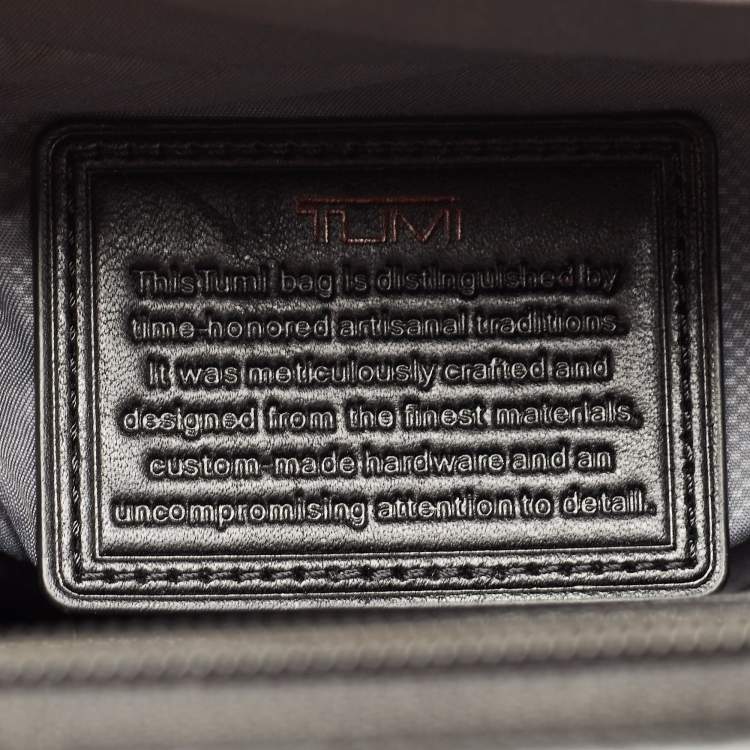 TUMI
This Tumi bag is distinguished by
time-honored artisanal traditions.
It was meticulously crafted and
designed from the finest materials,
custom-made hardware and an
uncompromising attention to detail.